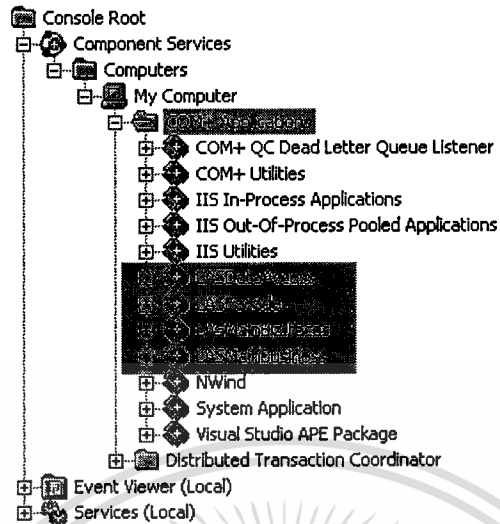 Console Root
Component Services
Computers
My Computer
COM+ Applications
COM+ QC Dead Letter Queue Listener
COM+ Utilities
IIS In-Process Applications
IIS Out-Of-Process Pooled Applications
IIS Utilities
NWind
System Application
Visual Studio APE Package
Distributed Transaction Coordinator
Event Viewer (Local)
Services (Local)